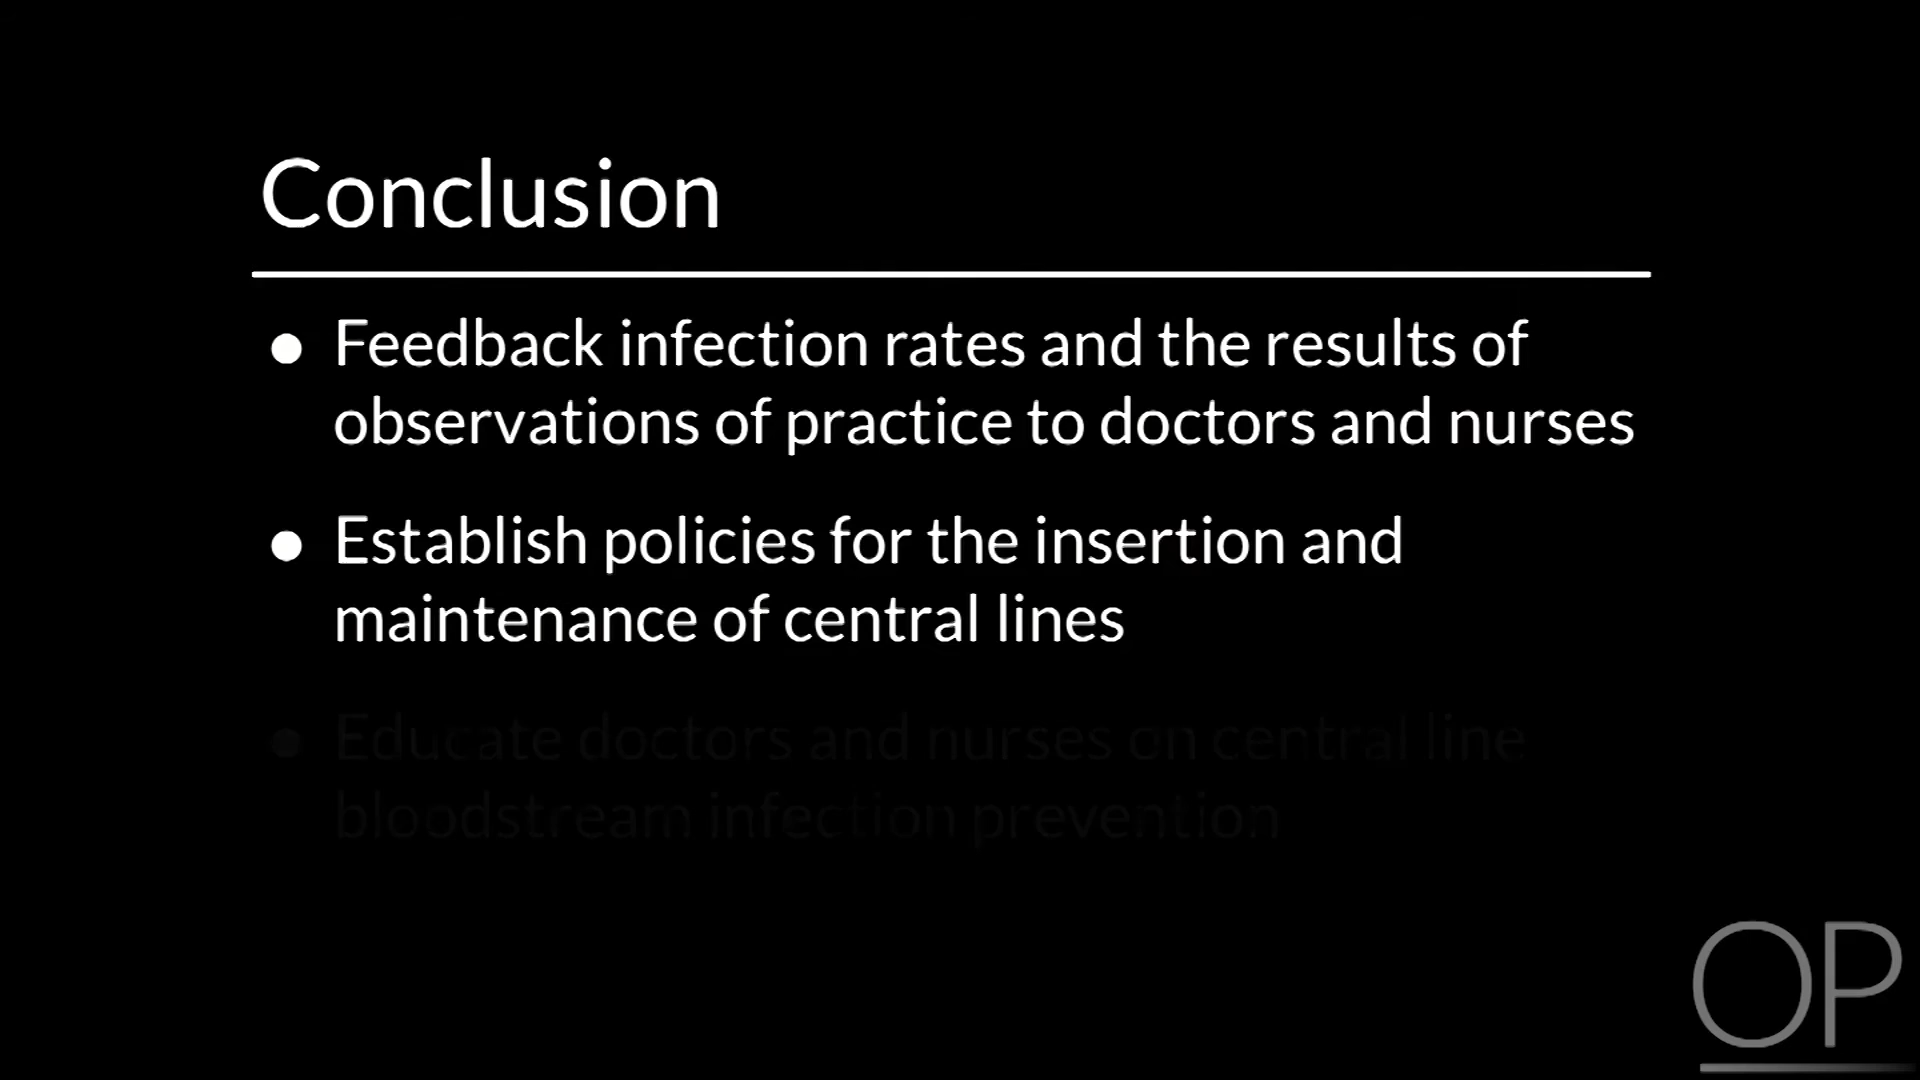 Conclusion
● Feedback infection rates and the results of
observations of practice to doctors and nurses
● Establish policies for the insertion and
maintenance of central lines
● Educate doctors and nurses on central line
bloodstream infection prevention
OP